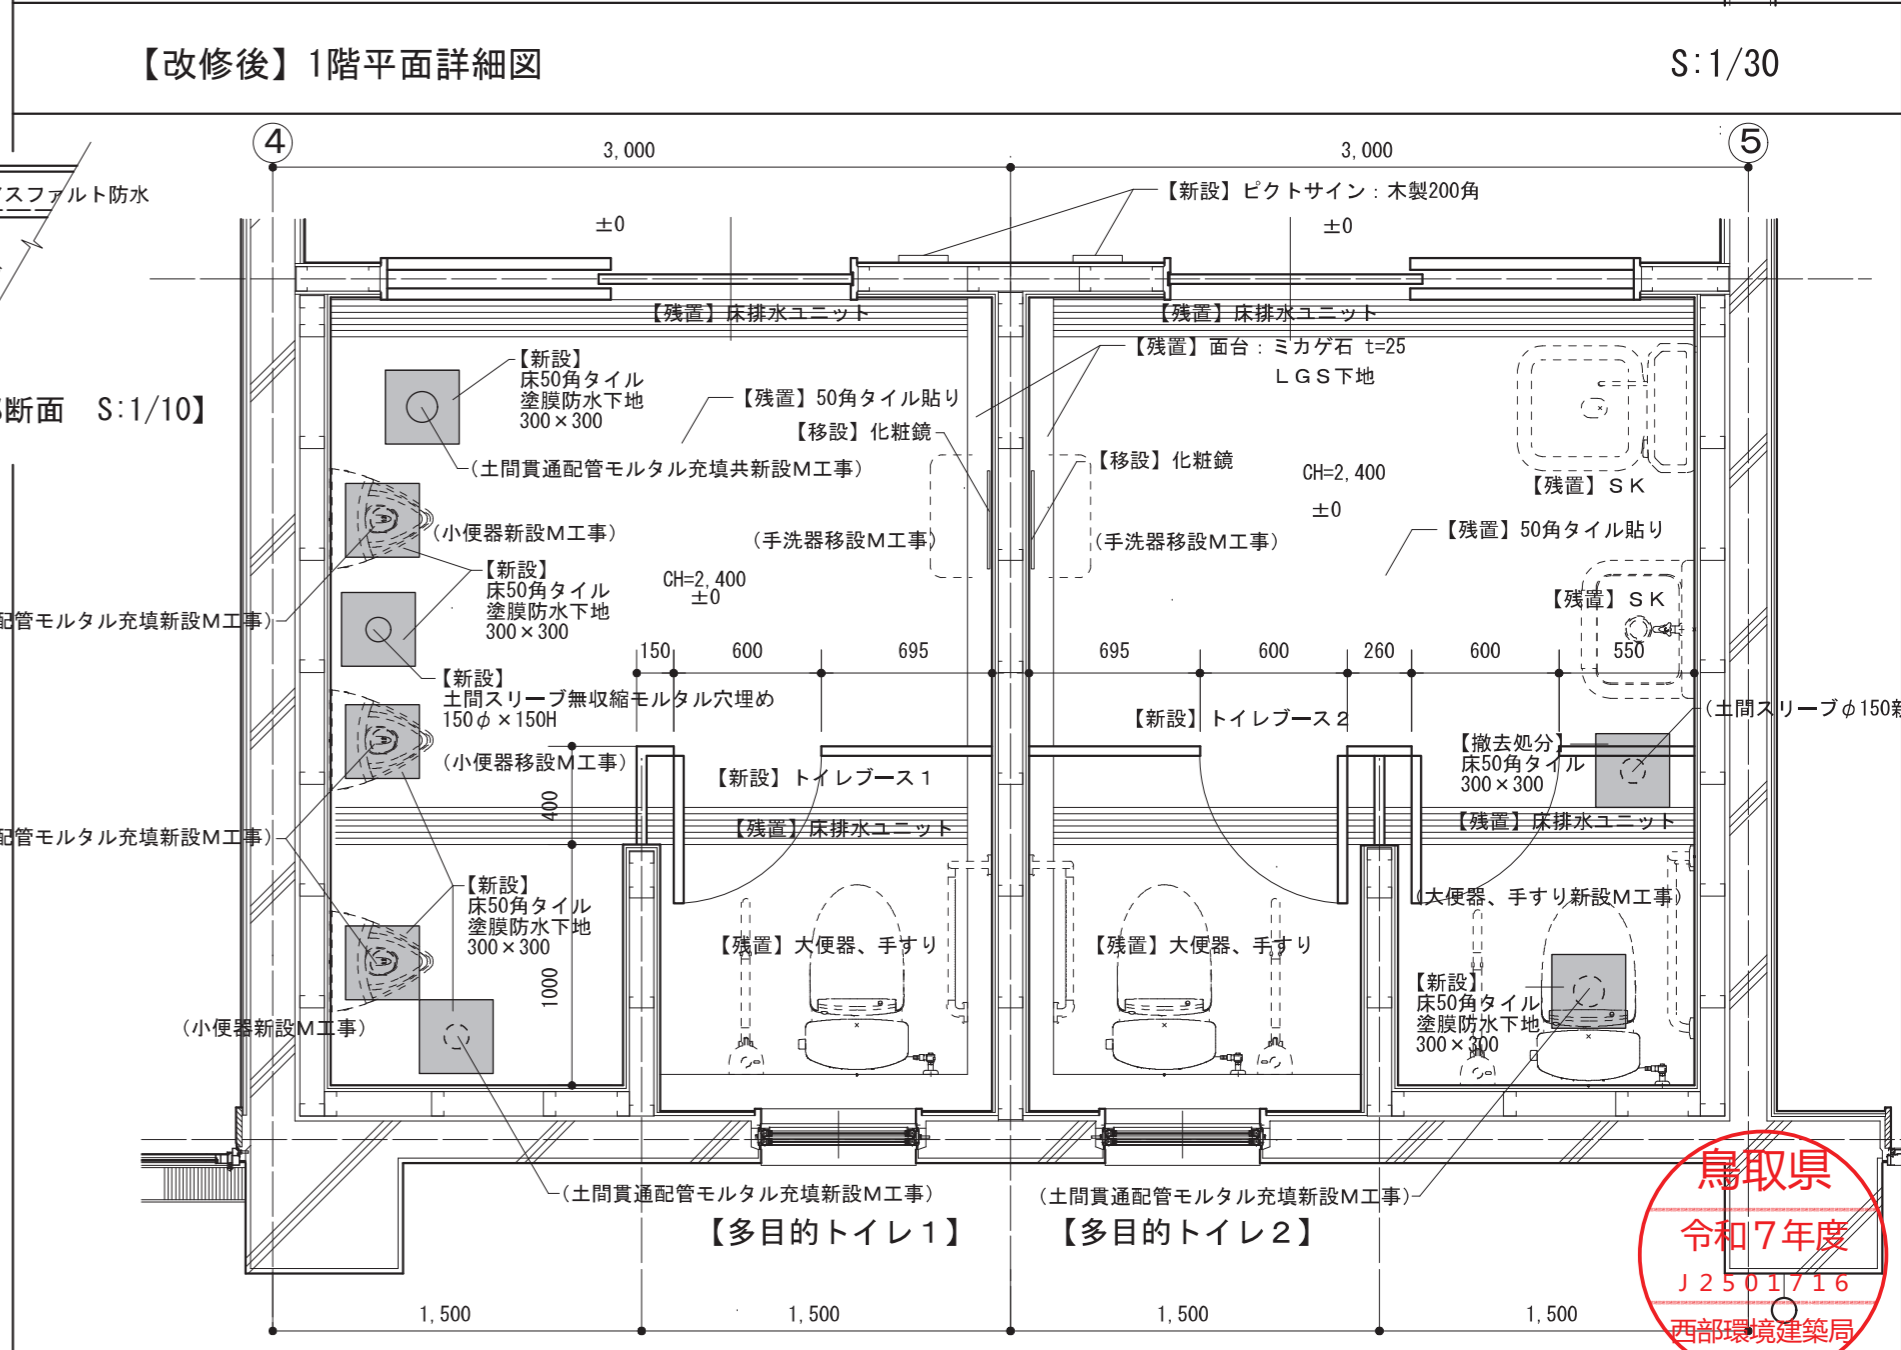 【改修後】1階平面詳細図
S:1/30
④
⑤
3,000
3,000
スファルト防水
【新設】ピクトサイン：木製200角
±0
±0
【残置】床排水ユニット
【残置】床排水ユニット
【新設】
床50角タイル
塗膜防水下地
300×300
【残置】面台：ミカゲ石 t=25
ＬＧＳ下地
断面　S:1/10】
【残置】50角タイル貼り
【移設】化粧鏡
(土間貫通配管モルタル充填共新設Ｍ工事)
【移設】化粧鏡
CH=2,400
±0
【残置】ＳＫ
(小便器新設Ｍ工事)
(手洗器移設Ｍ工事)
(手洗器移設Ｍ工事)
【残置】50角タイル貼り
【新設】
床50角タイル
塗膜防水下地
300×300
CH=2,400
±0
【残置】ＳＫ
配管モルタル充填新設Ｍ工事)
150
600
695
695
600
260
600
550
【新設】
土間スリーブ無収縮モルタル穴埋め
150φ×150H
【新設】トイレブース２
(土間スリーブφ150新
(小便器移設Ｍ工事)
【新設】トイレブース１
【撤去処分】
床50角タイル
300×300
400
配管モルタル充填新設Ｍ工事)
【残置】床排水ユニット
【残置】床排水ユニット
【新設】
床50角タイル
塗膜防水下地
300×300
(大便器、手すり新設Ｍ工事)
【残置】大便器、手すり
【残置】大便器、手すり
1000
【新設】
床50角タイル
塗膜防水下地
300×300
(小便器新設Ｍ工事)
(土間貫通配管モルタル充填新設Ｍ工事)
(土間貫通配管モルタル充填新設Ｍ工事)
【多目的トイレ１】
【多目的トイレ２】
鳥取県
令和７年度
Ｊ２５０１７１６
西部環境建築局
1,500
1,500
1,500
1,500